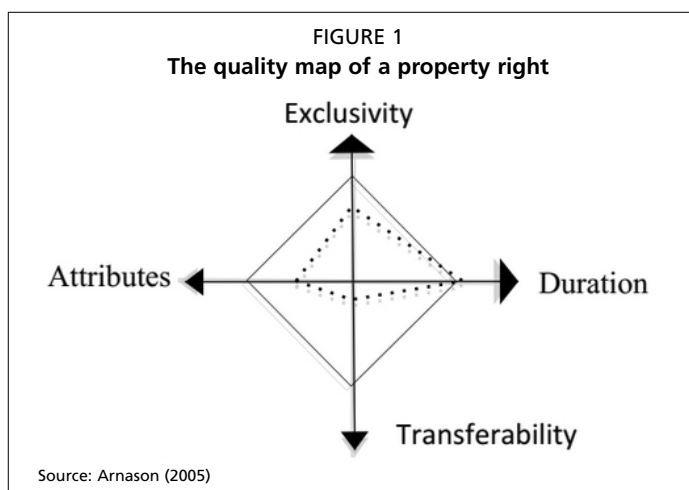 FIGURE 1
The quality map of a property right
Exclusivity
Attributes
Duration
Transferability
Source: Arnason (2005)